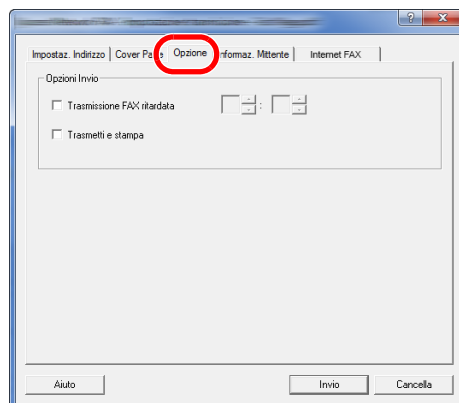 Impostaz. Indirizzo Cover Pa e Opzione nformaz. Mittente Internet FAX
Opzioni Invio
Trasmissione FAX ritardata :
Trasmetti e stampa
Aiuto Invio Cancella